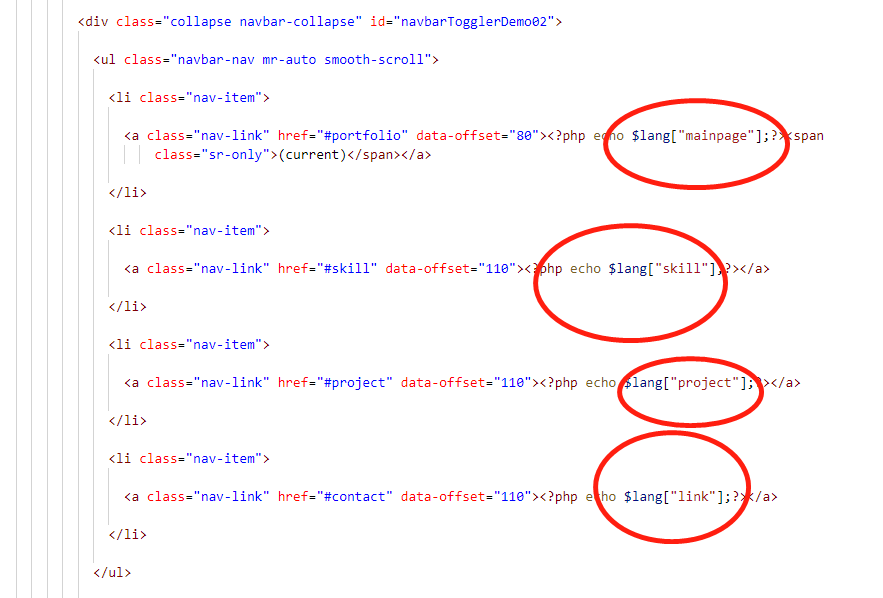 <div class="collapse navbar-collapse" id="navbarTogglerDemo02">
<ul class="navbar-nav mr-auto smooth-scroll">
<li class="nav-item">
<a class="nav-link" href="#portfolio" data-offset="80"><?php echo $lang["mainpage"];?><span
class="sr-only">(current)</span></a>
</li>
<li class="nav-item">
<a class="nav-link" href="#skill" data-offset="110"><?php echo $lang["skill"];?></a>
</li>
<li class="nav-item">
<a class="nav-link" href="#project" data-offset="110"><?php echo $lang["project"];?></a>
</li>
<li class="nav-item">
<a class="nav-link" href="#contact" data-offset="110"><?php echo $lang["link"];?></a>
</li>
</ul>